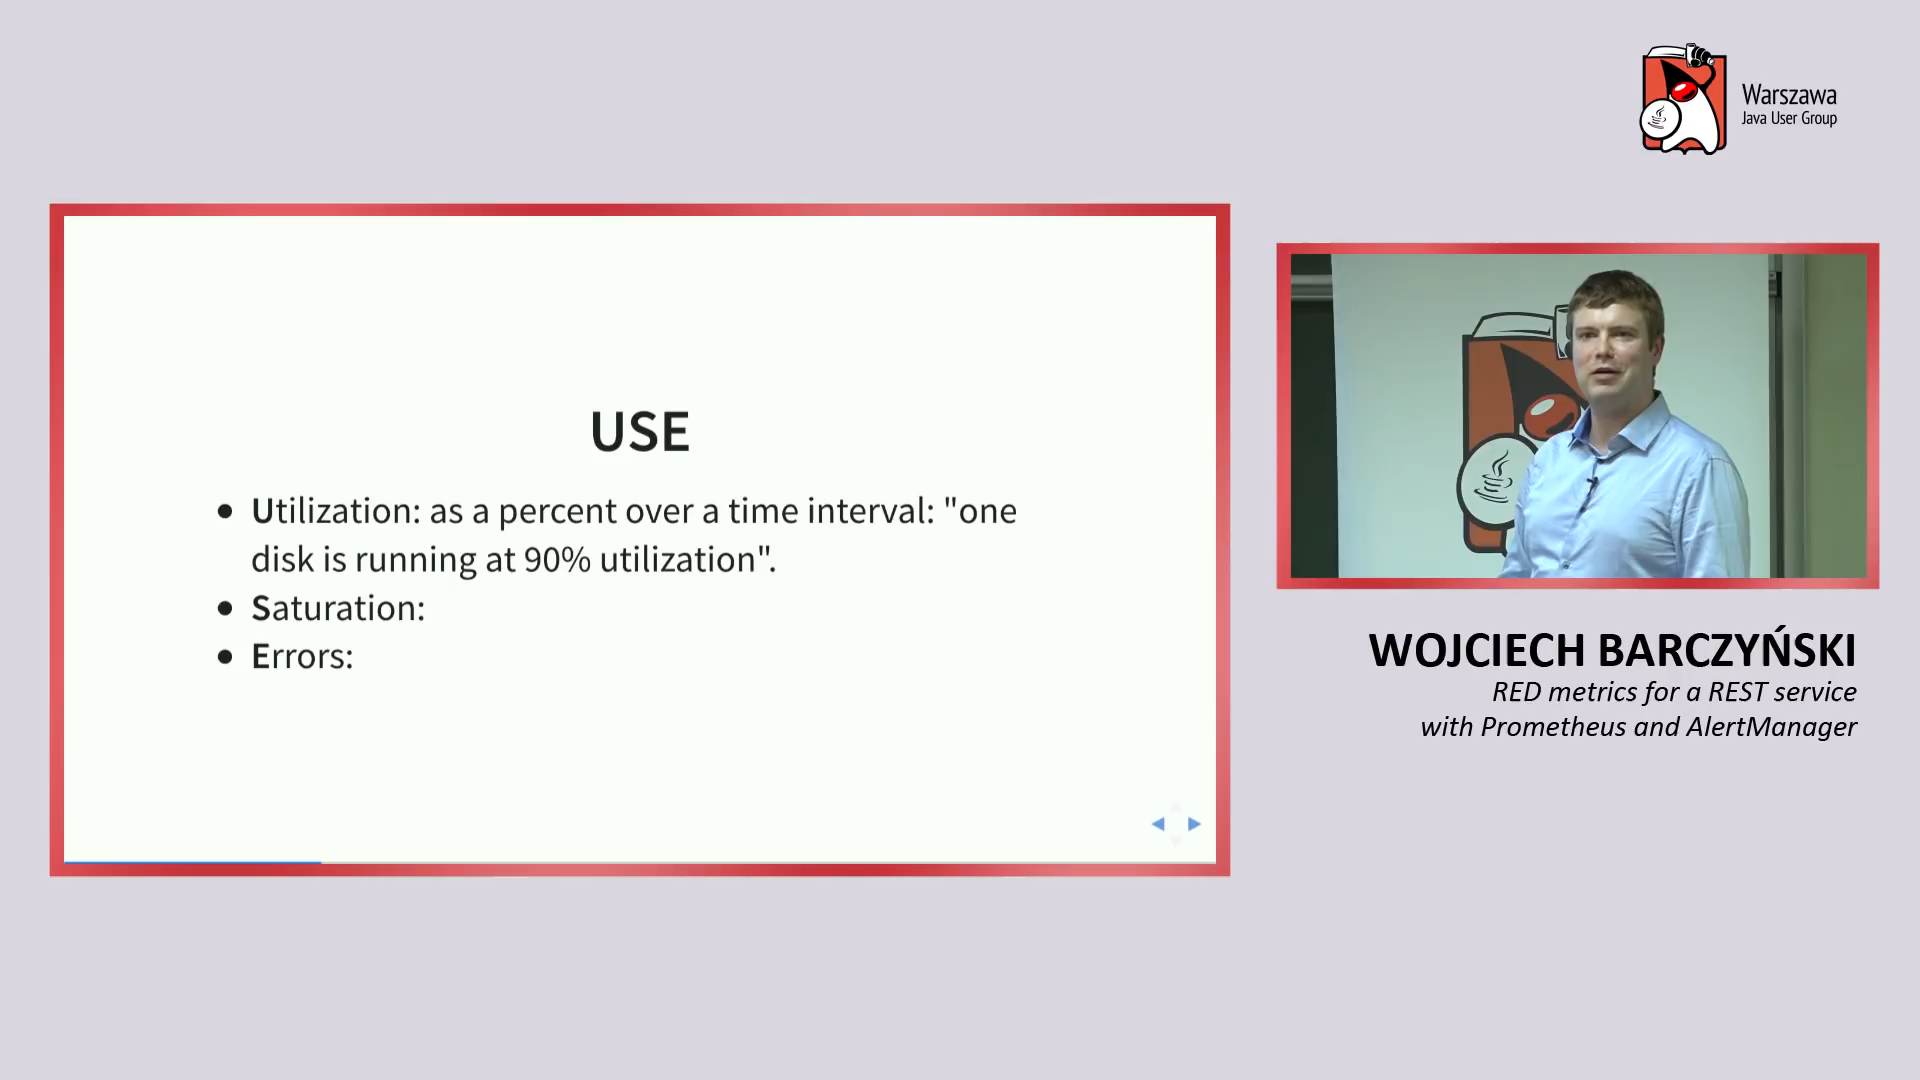 Warszawa
Java User Group
USE
Utilization: as a percent over a time interval: "one
disk is running at 90% utilization".
Saturation:
Errors:
WOJCIECH BARCZYŃSKI
RED metrics for a REST service
with Prometheus and AlertManager